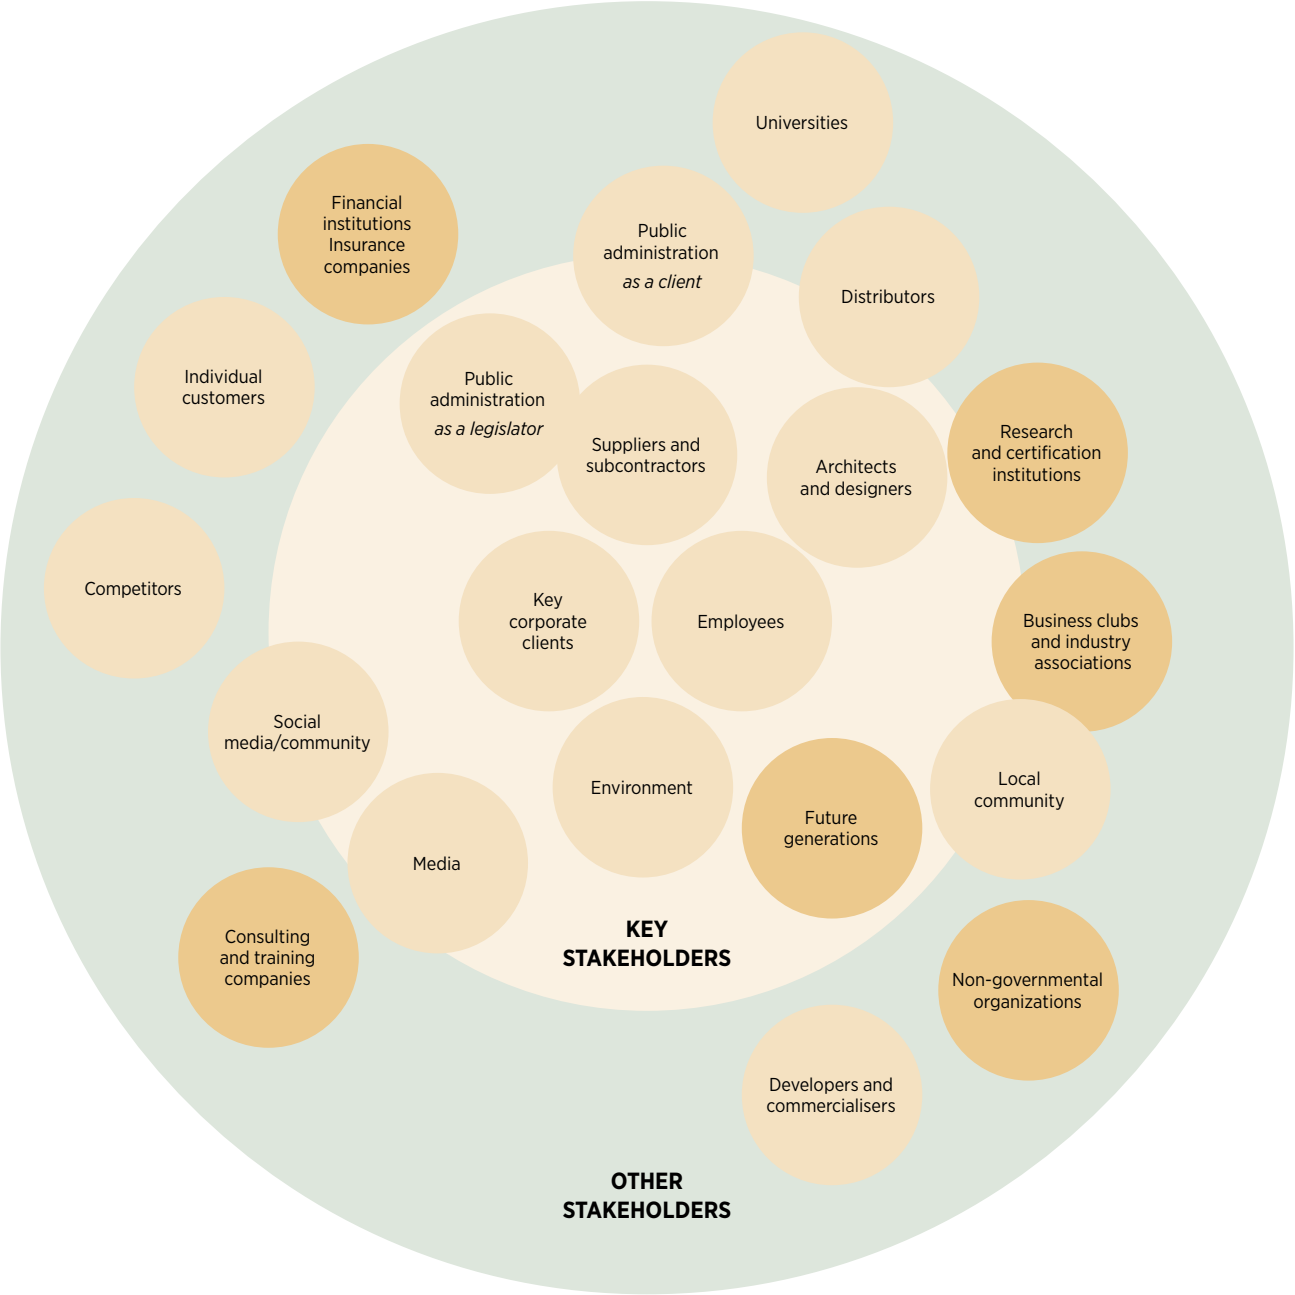 Universities
Financial
institutions
Insurance
companies
Public
administration
as a client
Distributors
Individual
customers
Public
administration
as a legislator
Suppliers and
subcontractors
Architects
and designers
Research
and certification
institutions
Competitors
Key
corporate
clients
Employees
Business clubs
and industry
associations
Social
media/community
Environment
Local
community
Future
generations
Media
KEY
STAKEHOLDERS
Consulting
and training
companies
Non-governmental
organizations
Developers and
commercialisers
OTHER
STAKEHOLDERS